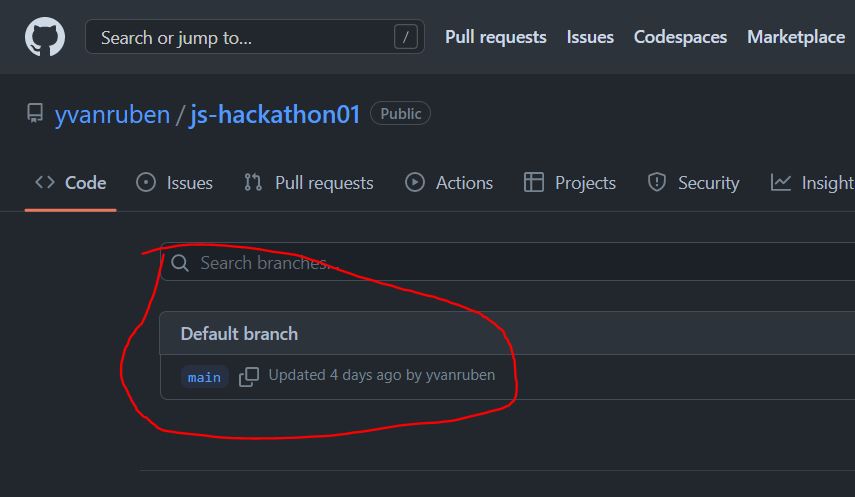 Search or jump to... / Pull requests Issues Codespaces Marketplace
yvanruben / js-hackathon01 Public
Code Issues Pull requests Actions Projects Security Insight
Search branches...
Default branch
main Updated 4 days ago by yvanruben